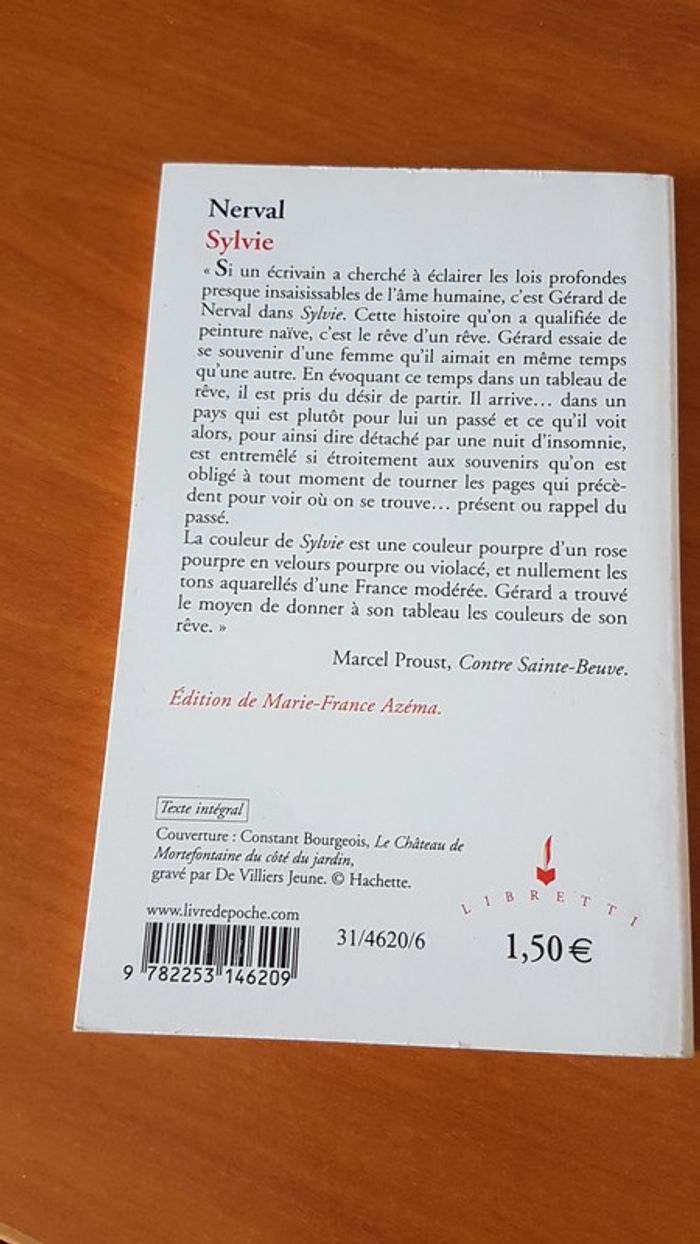 Nerval
Sylvie
« Si un écrivain a cherché à éclairer les lois profondes
presque insaisissables de l'âme humaine, c'est Gérard de
Nerval dans Sylvie. Cette histoire qu'on a qualifiée de
peinture naïve, c'est le rêve d'un rêve. Gérard essaie de
se souvenir d'une femme qu'il aimait en même temps
qu'une autre. En évoquant ce temps dans un tableau de
rêve, il est pris du désir de partir. Il arrive… dans un
pays qui est plutôt pour lui un passé et ce qu'il voit
alors, pour ainsi dire détaché par une nuit d'insomnie,
est entremêlé si étroitement aux souvenirs qu'on est
obligé à tout moment de tourner les pages qui précè-
dent pour voir où on se trouve… présent ou rappel du
passé.
La couleur de Sylvie est une couleur pourpre d'un rose
pourpre en velours pourpre ou violacé, et nullement les
tons aquarellés d'une France modérée. Gérard a trouvé
le moyen de donner à son tableau les couleurs de son
rêve. »
Marcel Proust, Contre Sainte-Beuve.
Édition de Marie-France Azéma.
Texte intégral
Couverture : Constant Bourgeois, Le Château de
Mortefontaine du côté du jardin,
gravé par De Villiers Jeune. © Hachette.
LIBRETTI
www.livredepoche.com
31/4620/6
1,50 €
9 782253 146209